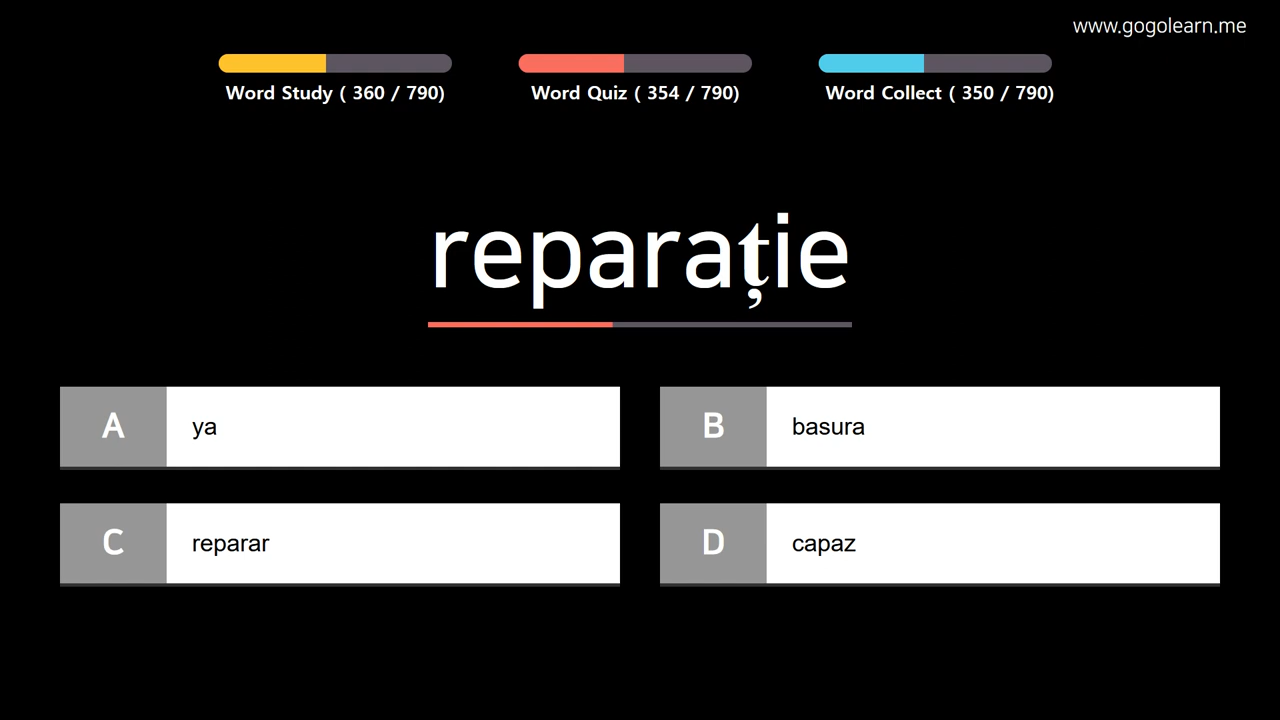 www.gogolearn.me
Word Study ( 360 / 790)
Word Quiz ( 354 / 790)
Word Collect ( 350 / 790)
reparație
A ya
B basura
C reparar
D capaz